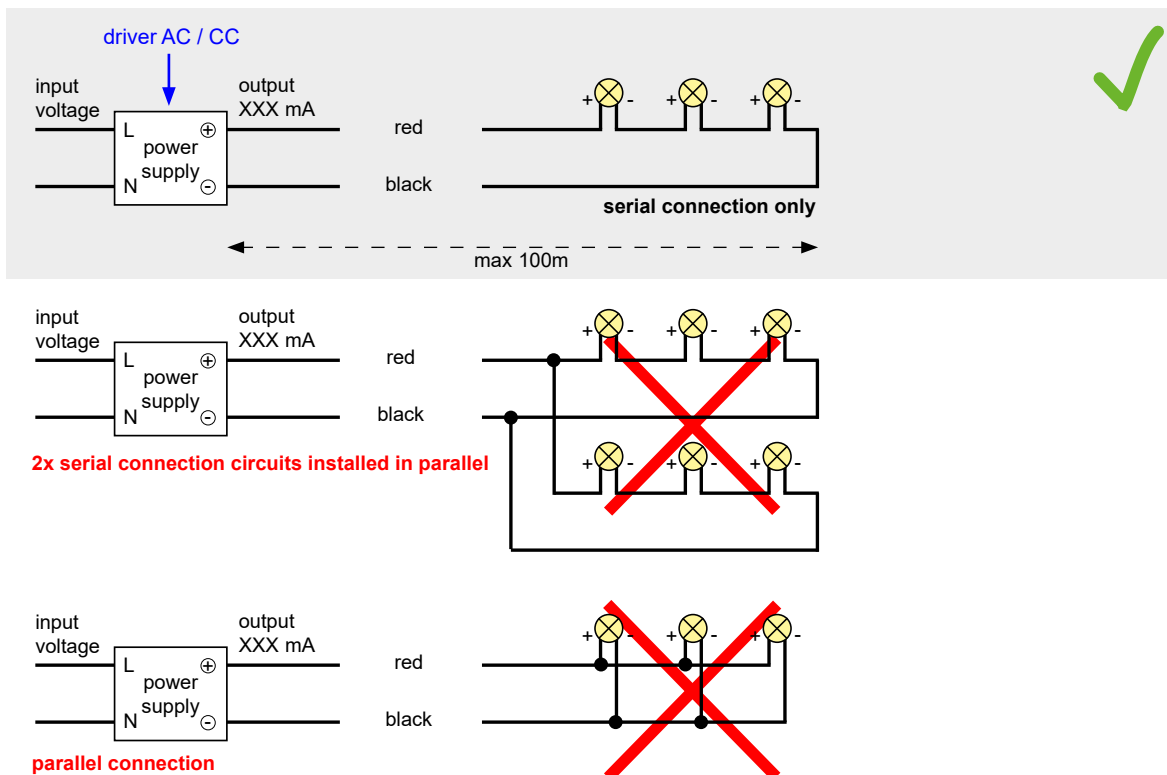 driver AC / CC
input
voltage
output
XXX mA
L
+
power
supply
N
-
red
black
+ - + - + -
serial connection only
max 100m
input
voltage
output
XXX mA
L
+
power
supply
N
-
red
black
+ - + - + -
2x serial connection circuits installed in parallel
+ - + - + -
input
voltage
output
XXX mA
L
+
power
supply
N
-
red
black
+ - + - + -
parallel connection